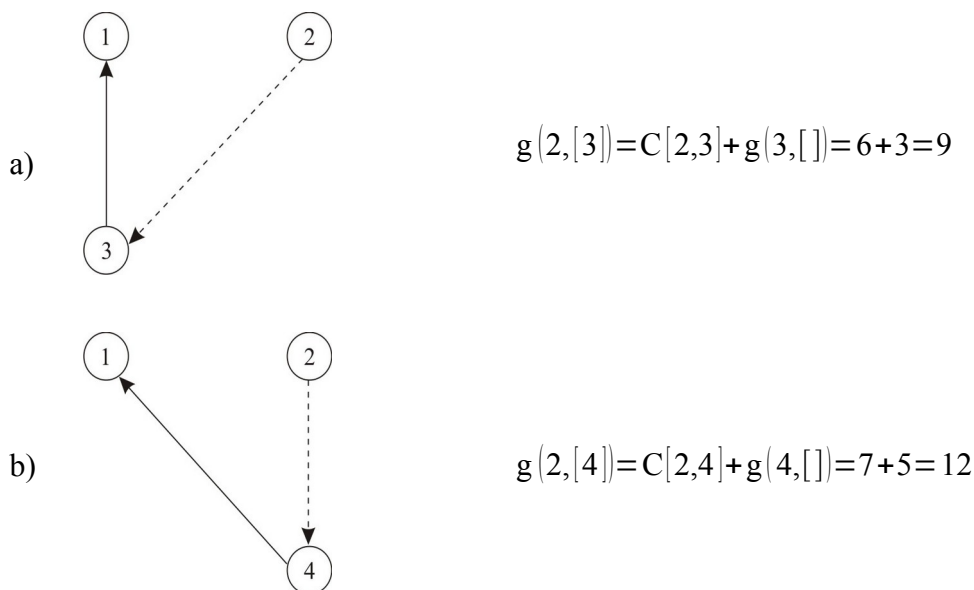 1 2
a) g(2,[3])=C[2,3]+g(3,[])=6+3=9
3
1 2
b) g(2,[4])=C[2,4]+g(4,[])=7+5=12
4